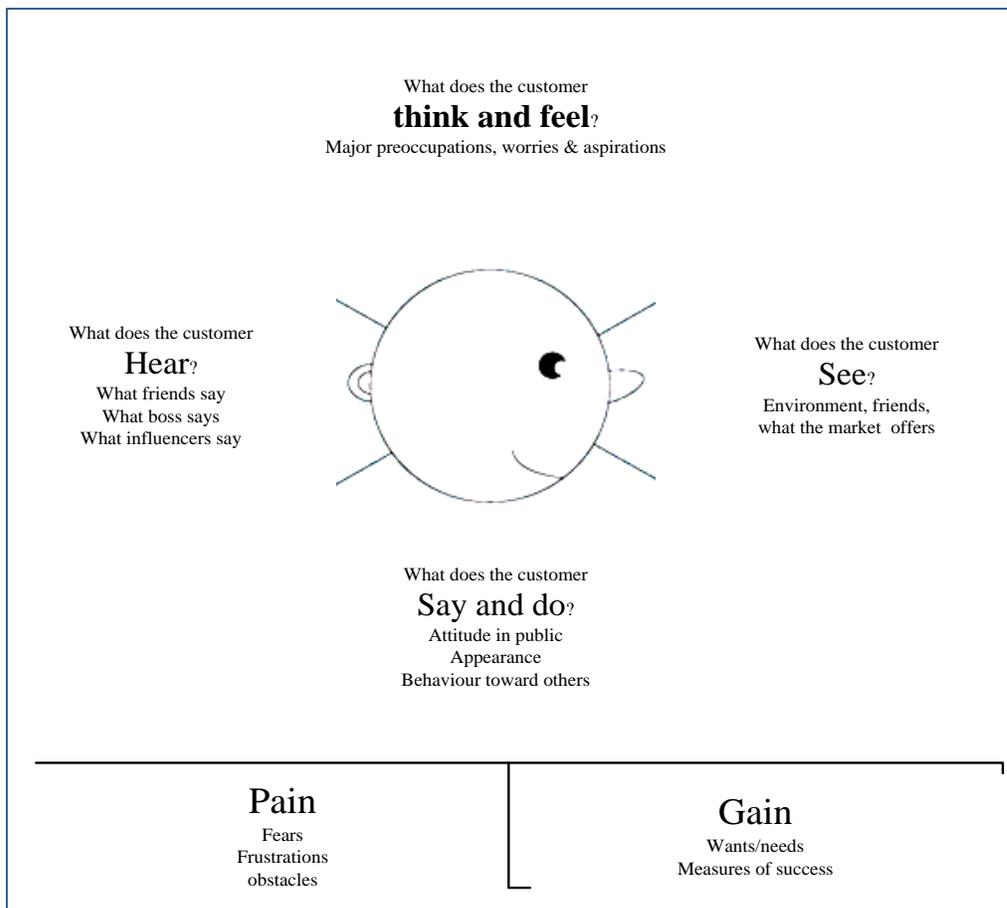 What does the customer
think and feel?
Major preoccupations, worries & aspirations
What does the customer
Hear?
What friends say
What boss says
What influencers say
What does the customer
See?
Environment, friends,
what the market  offers
What does the customer
Say and do?
Attitude in public
Appearance
Behaviour toward others
Pain
Fears
Frustrations
obstacles
Gain
Wants/needs
Measures of success